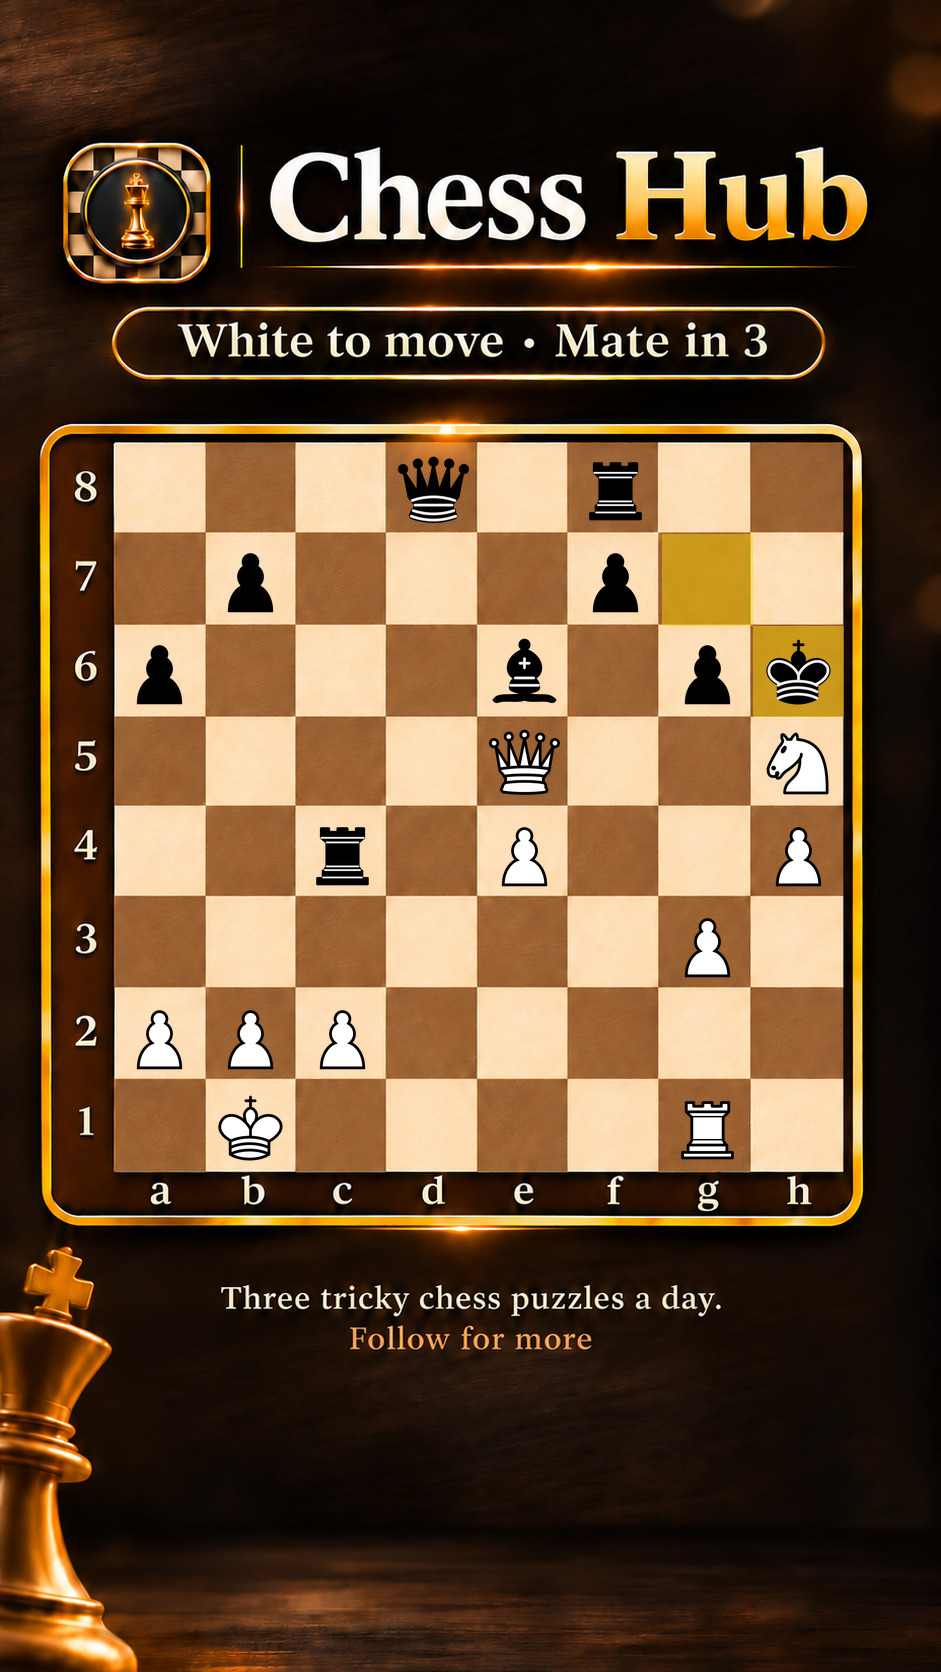 Chess Hub
White to move • Mate in 3
8
7
6
5
4
3
2
1
a b c d e f g h
Three tricky chess puzzles a day.
Follow for more